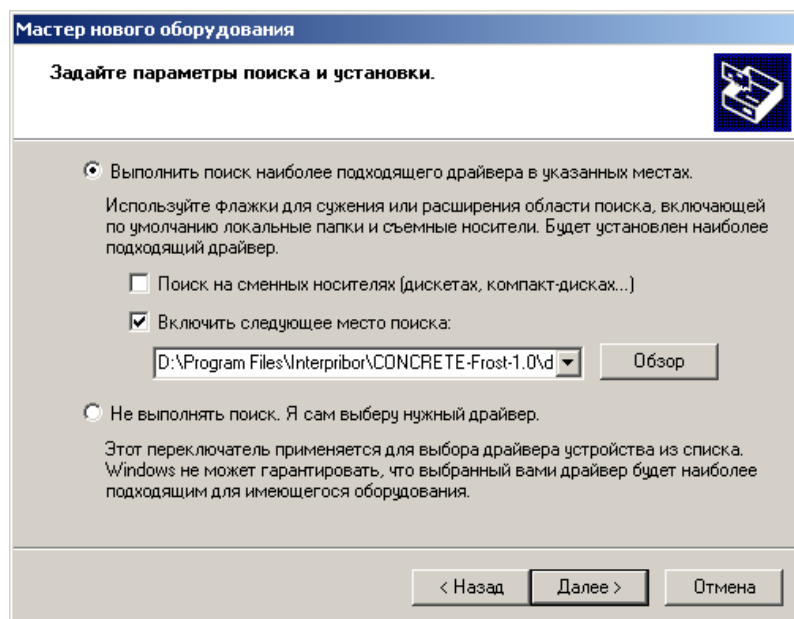 Мастер нового оборудования
Задайте параметры поиска и установки.
Выполнить поиск наиболее подходящего драйвера в указанных местах.
Используйте флажки для сужения или расширения области поиска, включающей
по умолчанию локальные папки и съемные носители. Будет установлен наиболее
подходящий драйвер.
Поиск на сменных носителях (дискетах, компакт-дисках...)
Включить следующее место поиска:
D:\Program Files\Interpribor\CONCRETE-Frost-1.0\d
Обзор
Не выполнять поиск. Я сам выберу нужный драйвер.
Этот переключатель применяется для выбора драйвера устройства из списка.
Windows не может гарантировать, что выбранный вами драйвер будет наиболее
подходящим для имеющегося оборудования.
< Назад Далее > Отмена